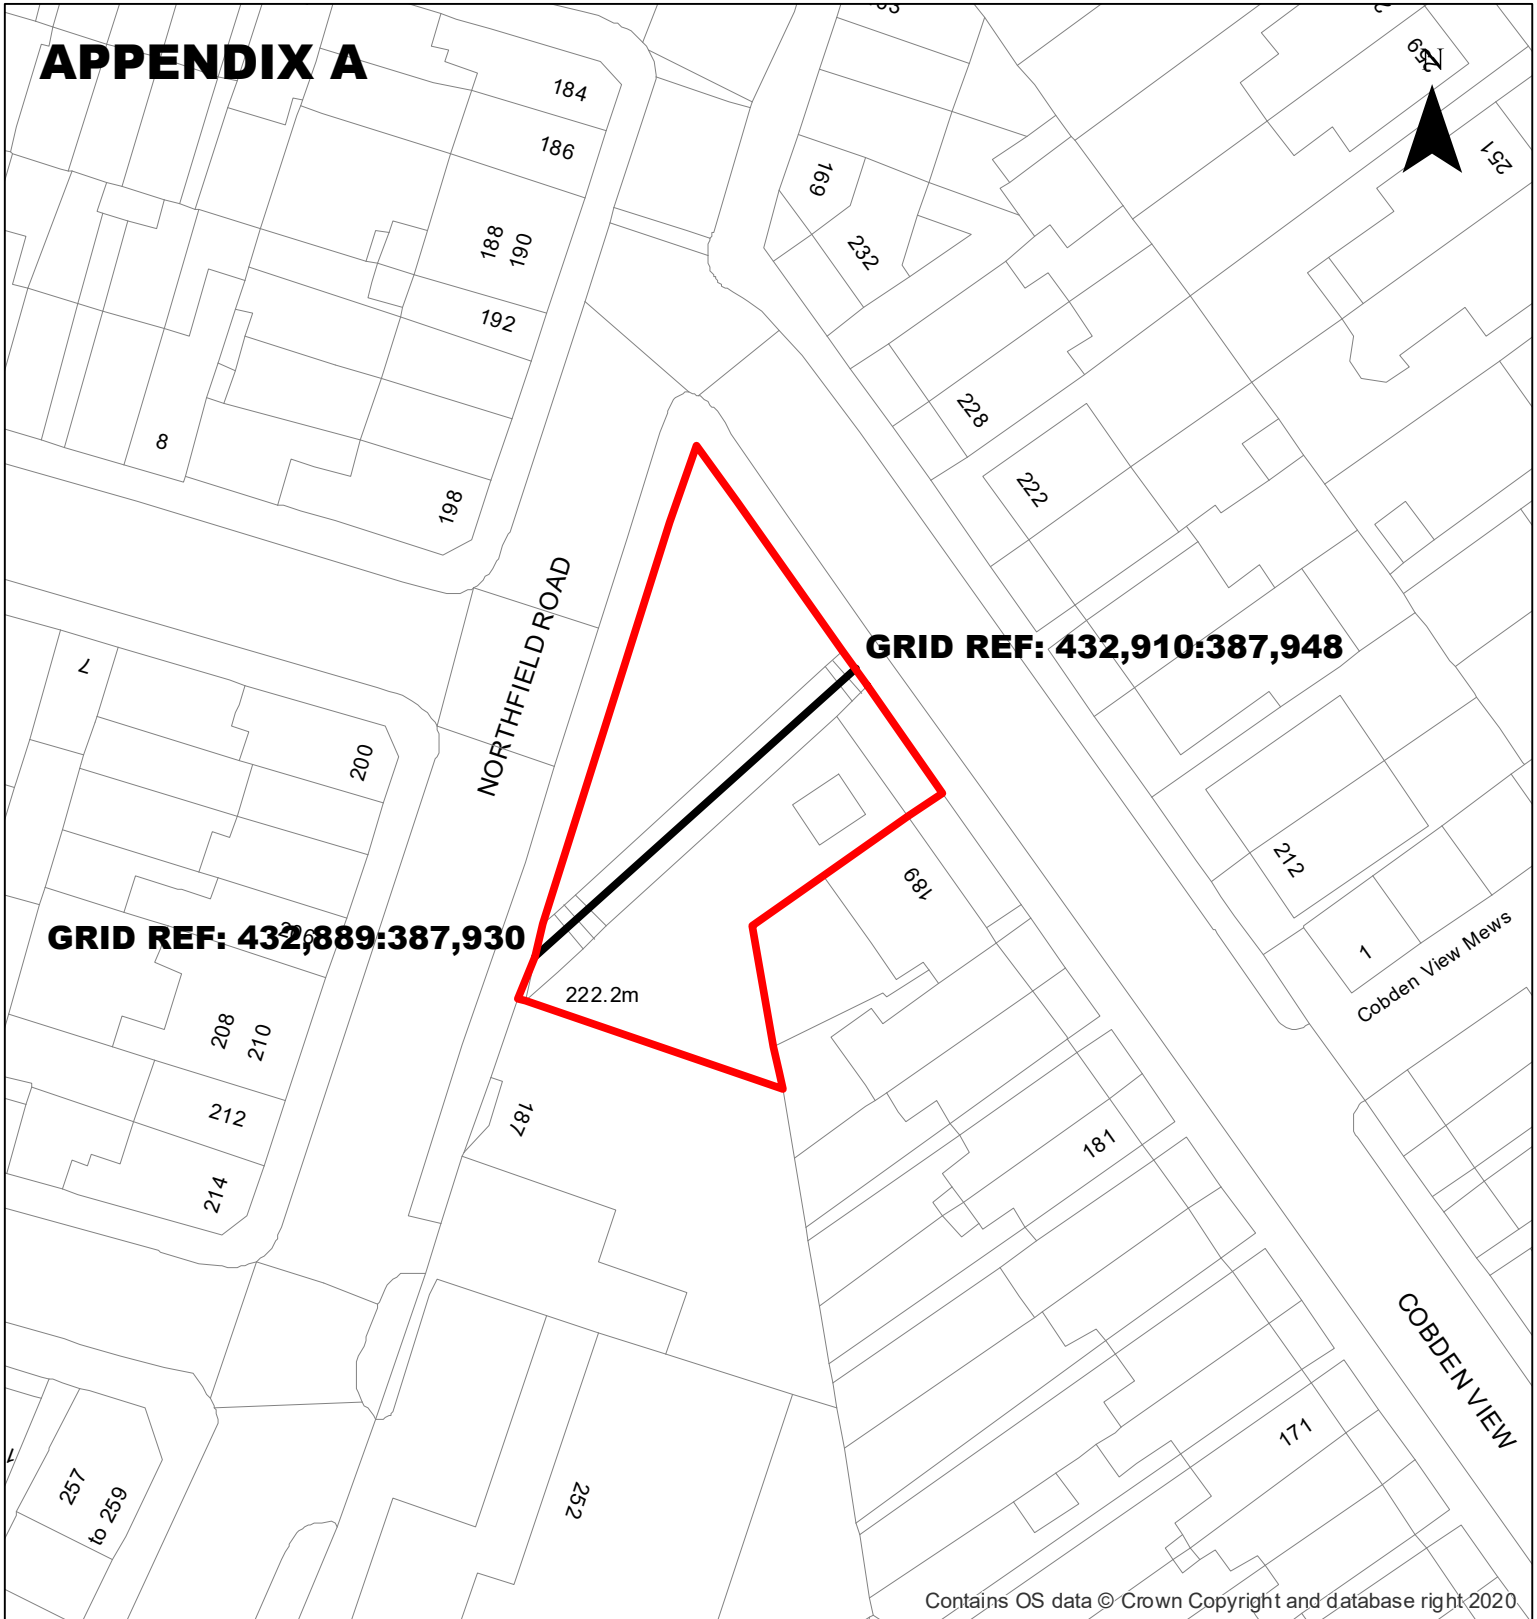 APPENDIX A
184
186
188
190
192
198
8
169
232
228
222
259
N
251
NORTHFIELD ROAD
GRID REF: 432,910:387,948
7
200
GRID REF: 432,889:387,930
206
222.2m
189
212
1
Cobden View Mews
208
210
212
214
187
181
171
COBDEN VIEW
257
to 259
252
Contains OS data © Crown Copyright and database right 2020